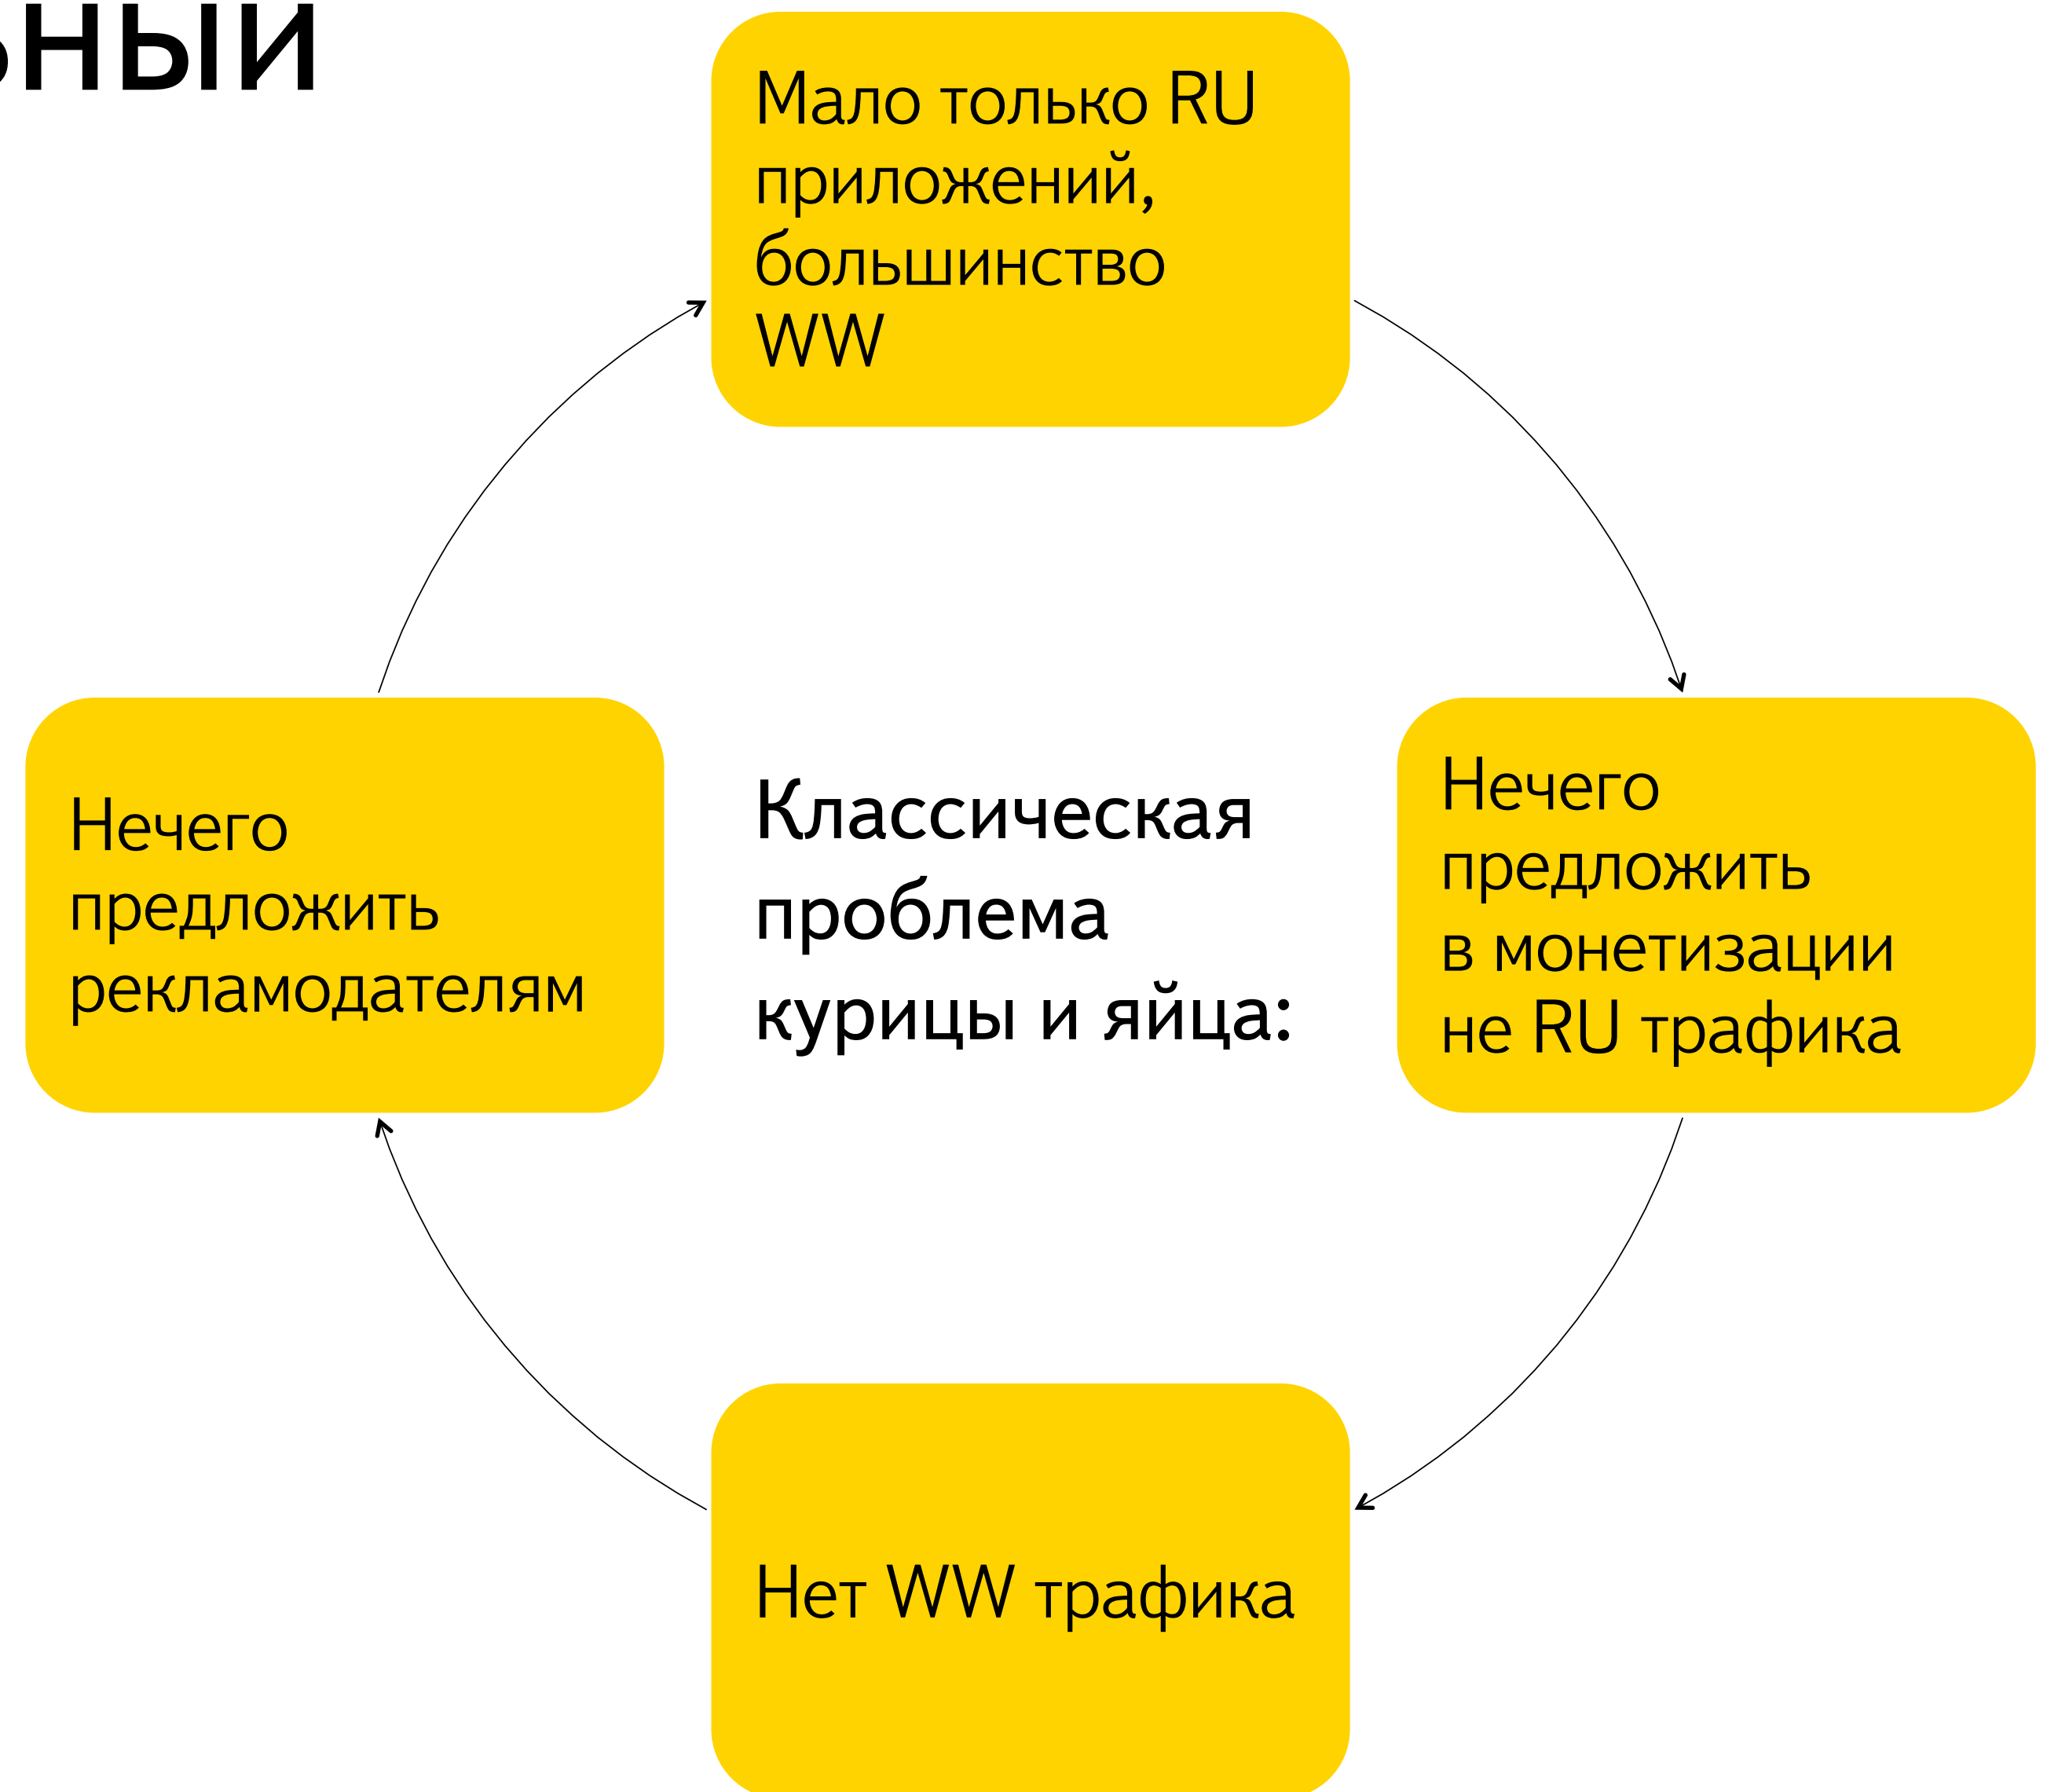 ьный
Мало только RU
приложений,
большинство
WW
Нечего
предложить
рекламодателям
Классическая
проблема
курицы и яйца:
Нечего
предложить
в монетизации
не RU трафика
Нет WW трафика